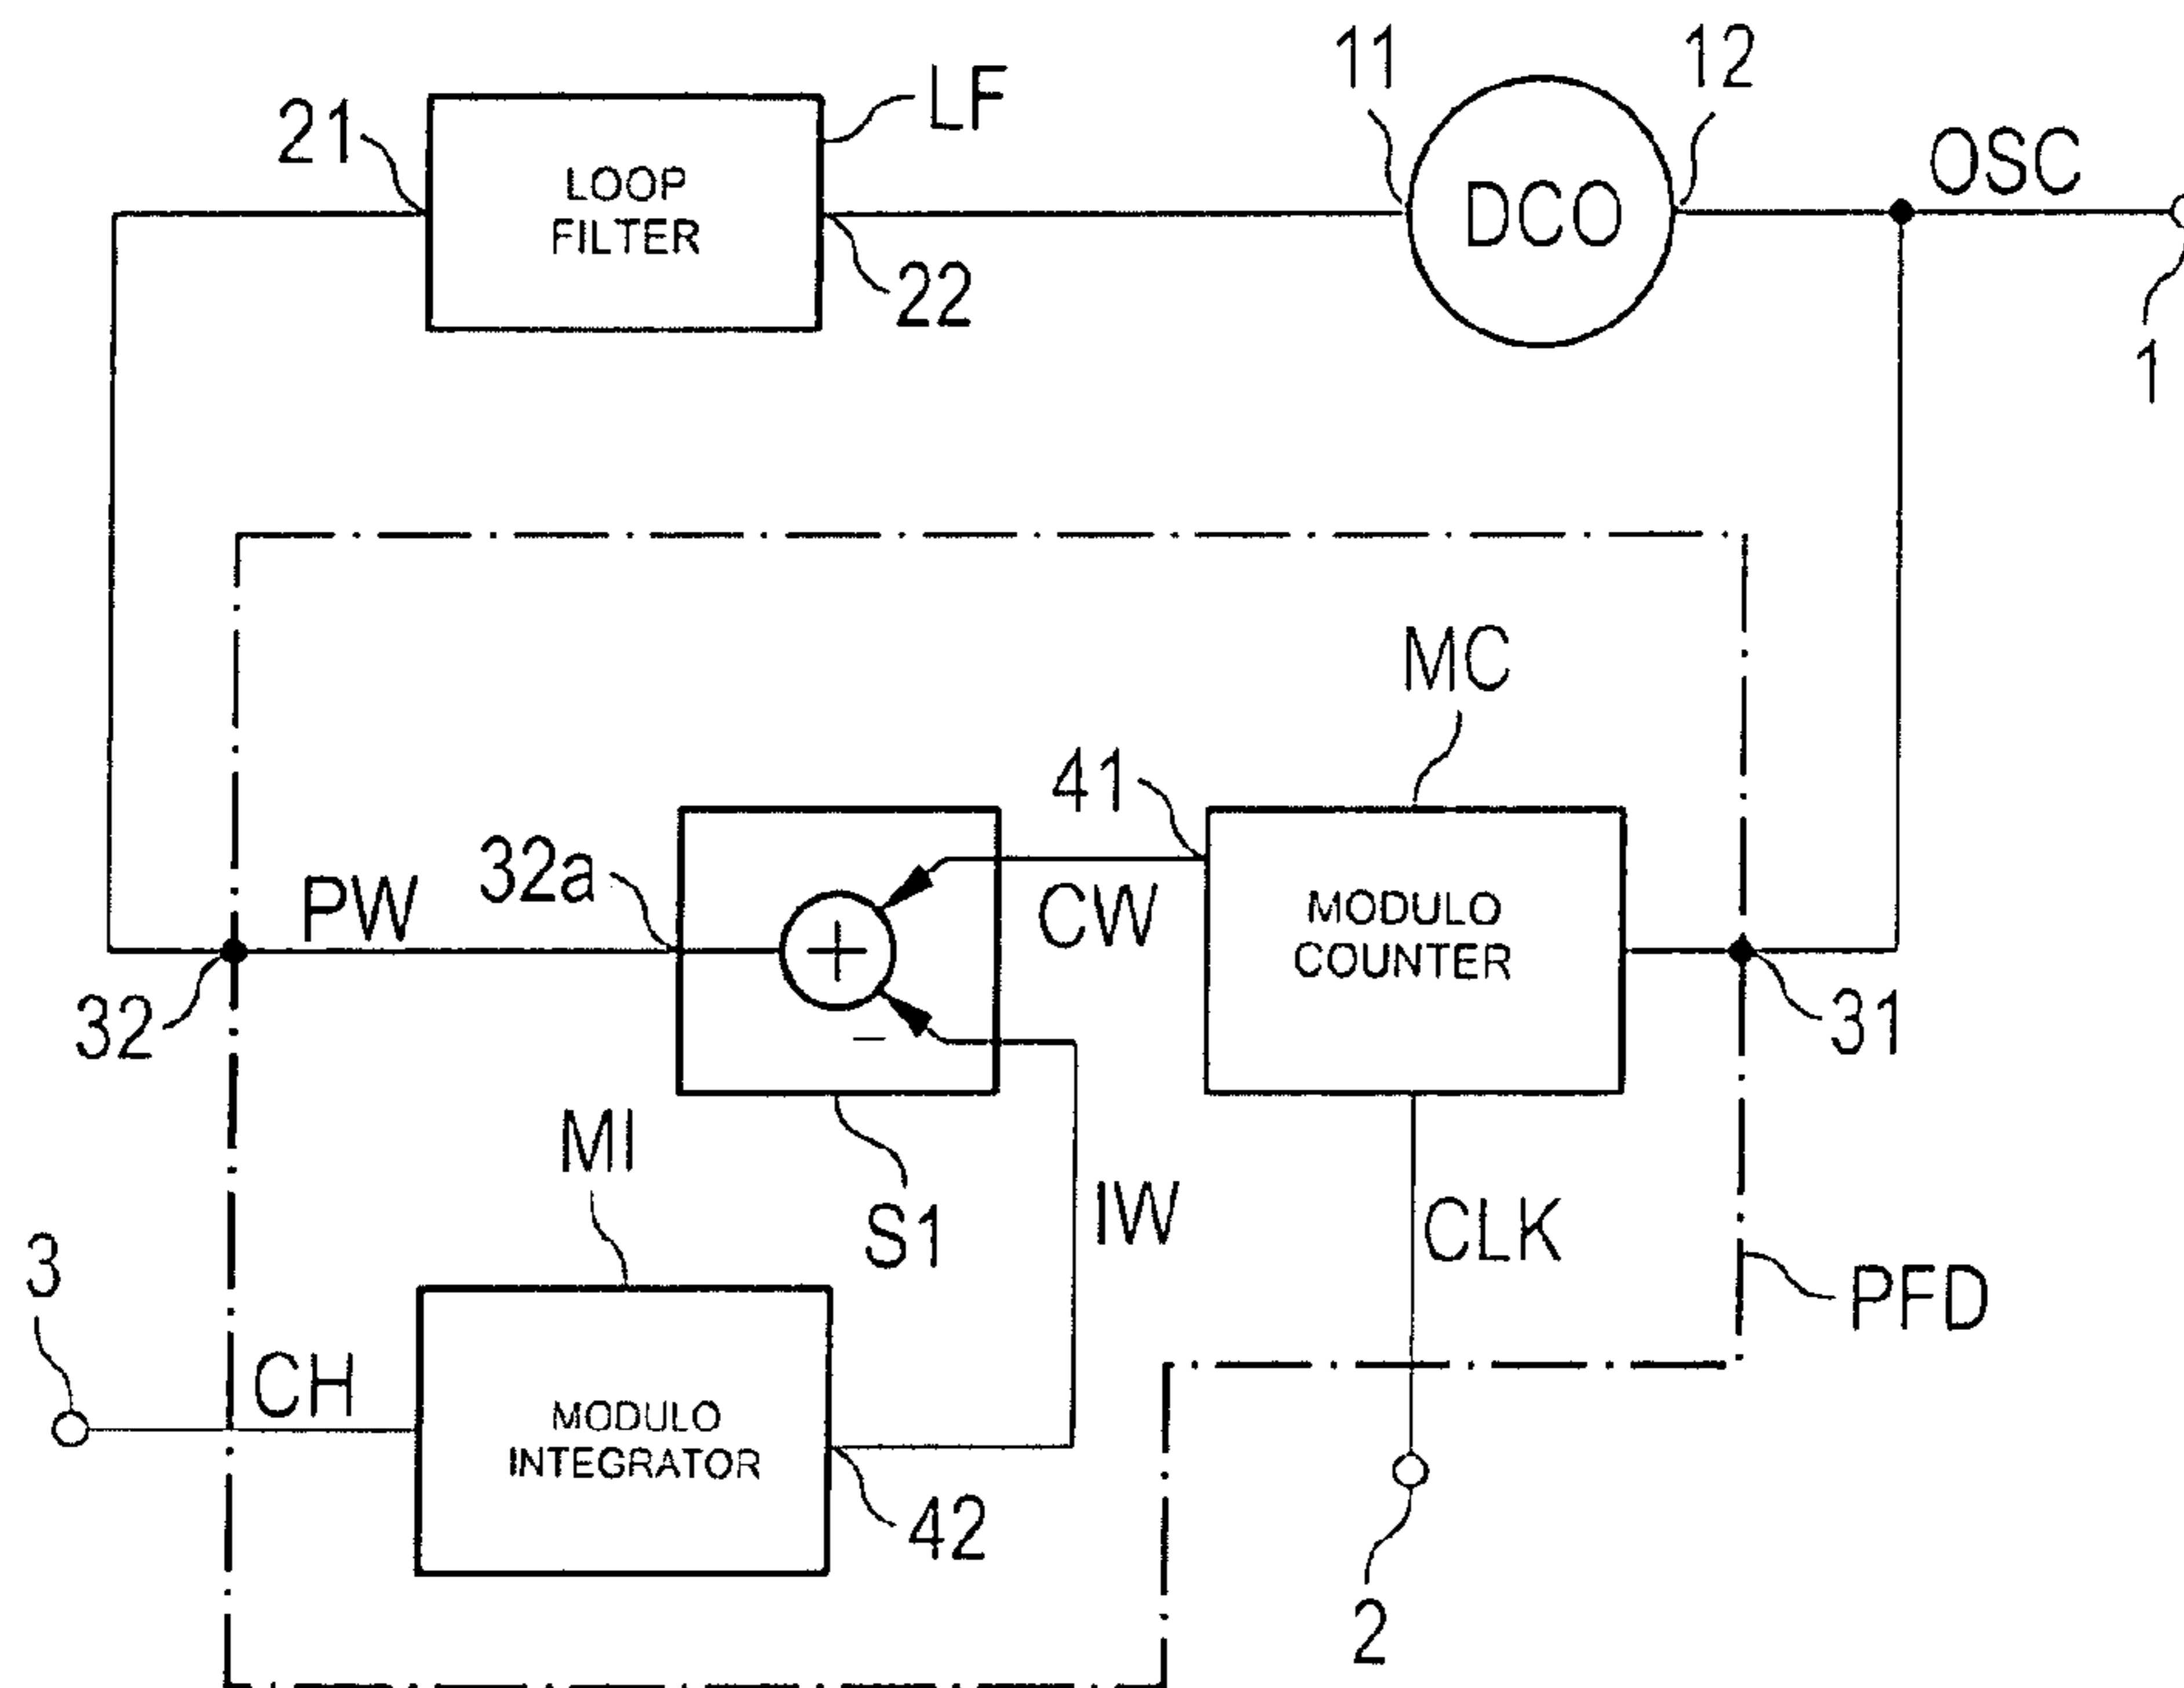 11
12
LF
21
LOOP
FILTER
DCO
OSC
22
1
MC
41
32a
PW
CW
MODULO
COUNTER
+
32
31
−
MI
S1
IW
CLK
3
PFD
CH
MODULO
INTEGRATOR
42
2